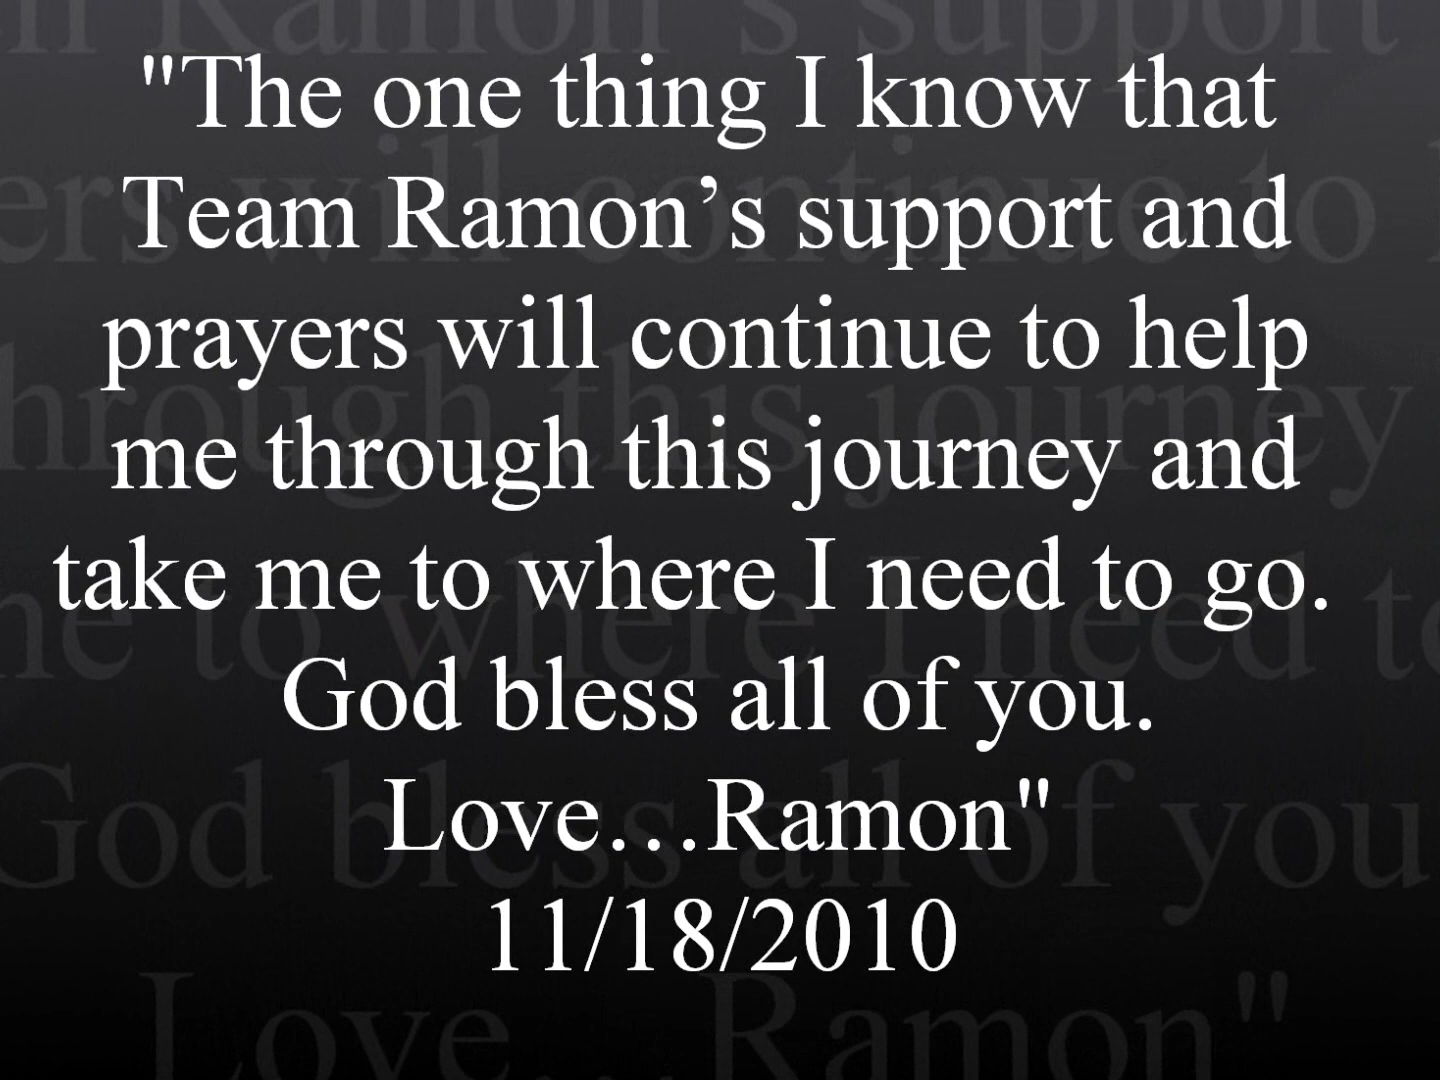 "The one thing I know that
Team Ramon’s support and
prayers will continue to help
me through this journey and
take me to where I need to go.
God bless all of you.
Love…Ramon"
11/18/2010